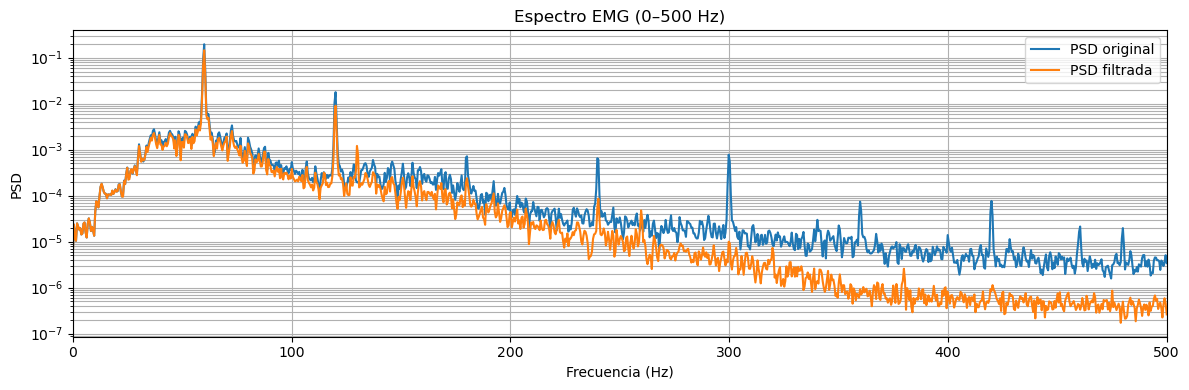 Espectro EMG (0–500 Hz)
PSD original
PSD filtrada
10⁻¹
10⁻²
10⁻³
10⁻⁴
10⁻⁵
10⁻⁶
10⁻⁷
PSD
0 100 200 300 400 500
Frecuencia (Hz)